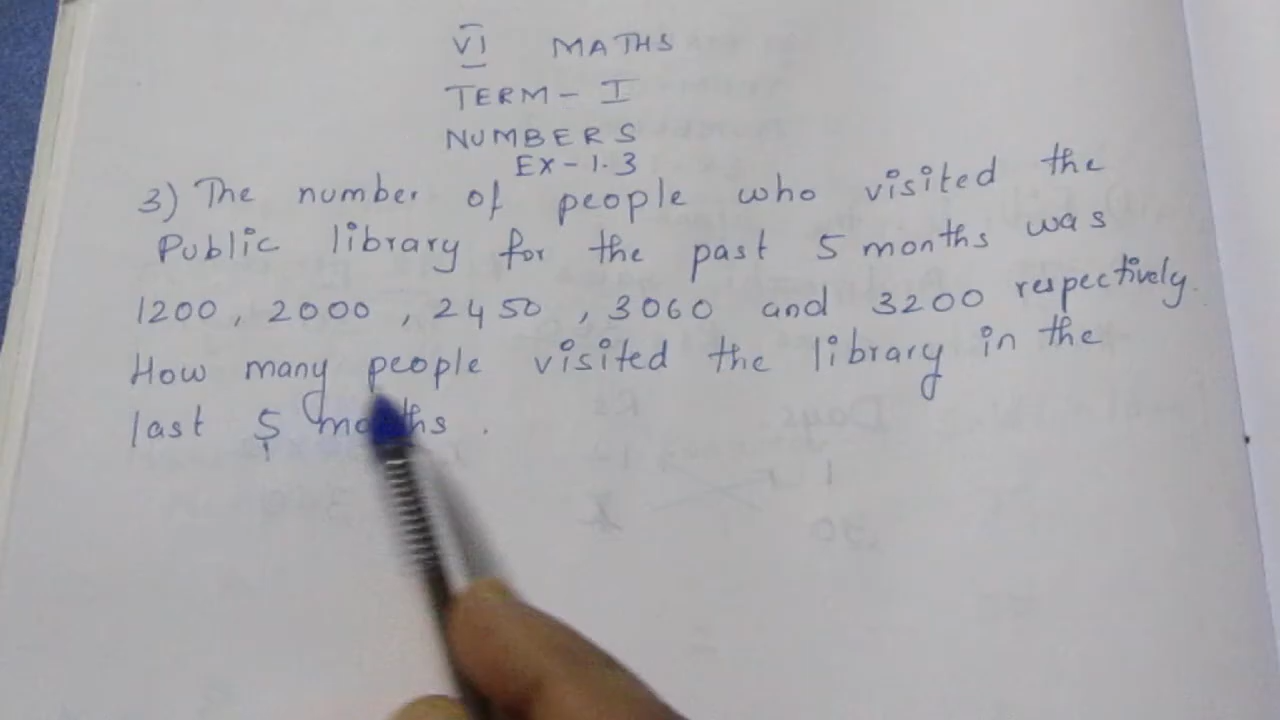 VI MATHS
TERM - I
NUMBERS
EX - 1.3
3) The number of people who visited the
Public library for the past 5 months was
1200, 2000, 2450, 3060 and 3200 respectively.
How many people visited the library in the
last 5 months.